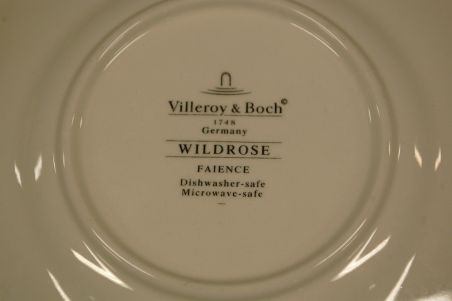 Villeroy & Boch©
1748
Germany
WILDROSE
FAIENCE
Dishwasher-safe
Microwave-safe